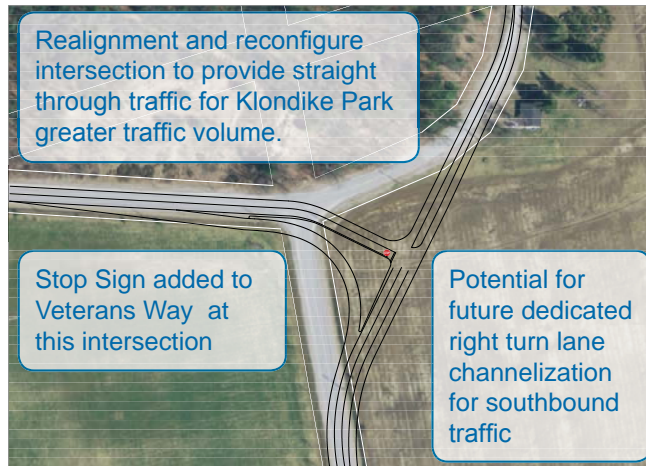 Realignment and reconfigure
intersection to provide straight
through traffic for Klondike Park
greater traffic volume.
Stop Sign added to
Veterans Way at
this intersection
Potential for
future dedicated
right turn lane
channelization
for southbound
traffic